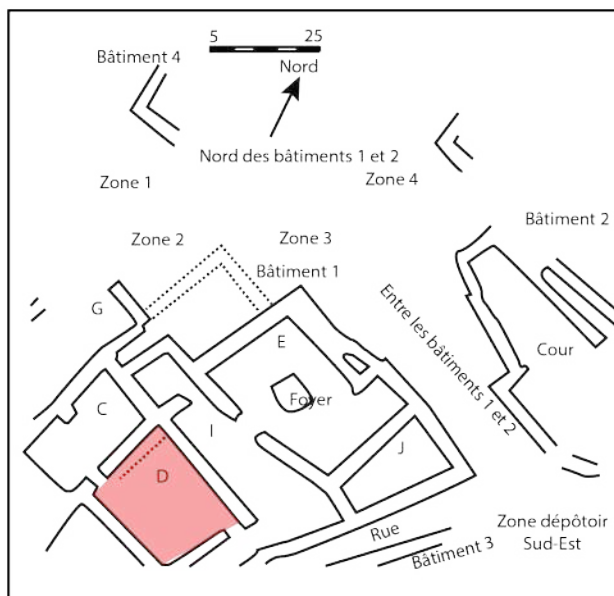 5 25
Bâtiment 4
Nord
Nord des bâtiments 1 et 2
Zone 1
Zone 4
Bâtiment 2
Zone 2
Zone 3
Bâtiment 1
G
Entre les bâtiments 1 et 2
E
Cour
Foyer
C
I
J
D
Rue
Bâtiment 3
Zone dépôtoir
Sud-Est